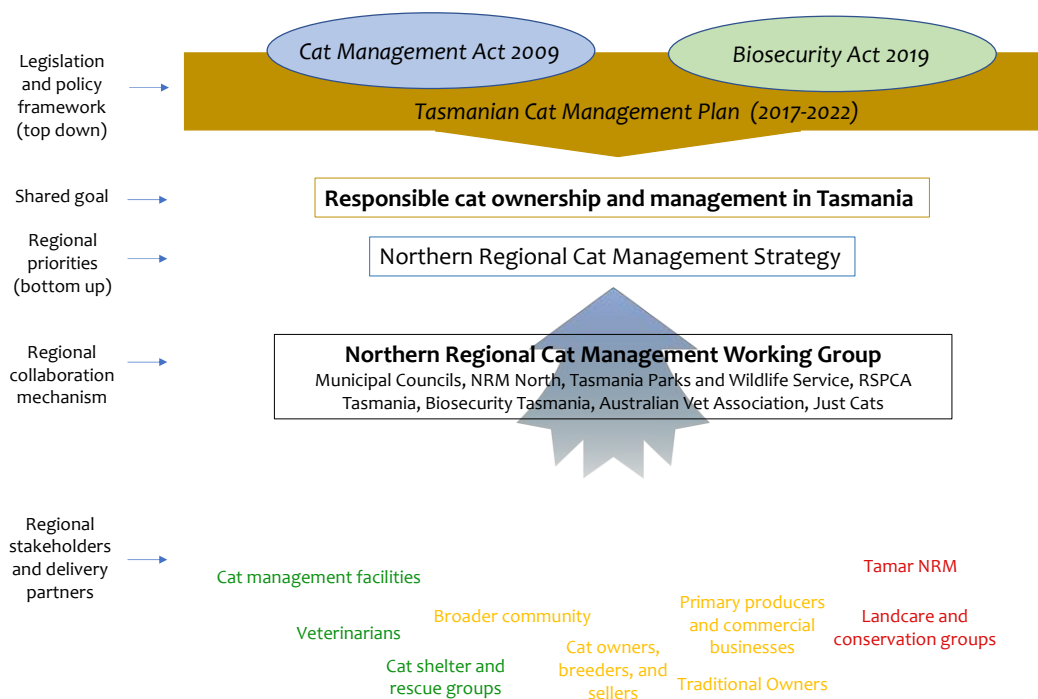 Legislation
and policy
framework
(top down)
Cat Management Act 2009
Biosecurity Act 2019
Tasmanian Cat Management Plan (2017-2022)
Shared goal
Responsible cat ownership and management in Tasmania
Regional
priorities
(bottom up)
Northern Regional Cat Management Strategy
Regional
collaboration
mechanism
Northern Regional Cat Management Working Group
Municipal Councils, NRM North, Tasmania Parks and Wildlife Service, RSPCA
Tasmania, Biosecurity Tasmania, Australian Vet Association, Just Cats
Regional
stakeholders
and delivery
partners
Cat management facilities
Veterinarians
Cat shelter and
rescue groups
Broader community
Cat owners,
breeders, and
sellers
Primary producers
and commercial
businesses
Traditional Owners
Tamar NRM
Landcare and
conservation groups